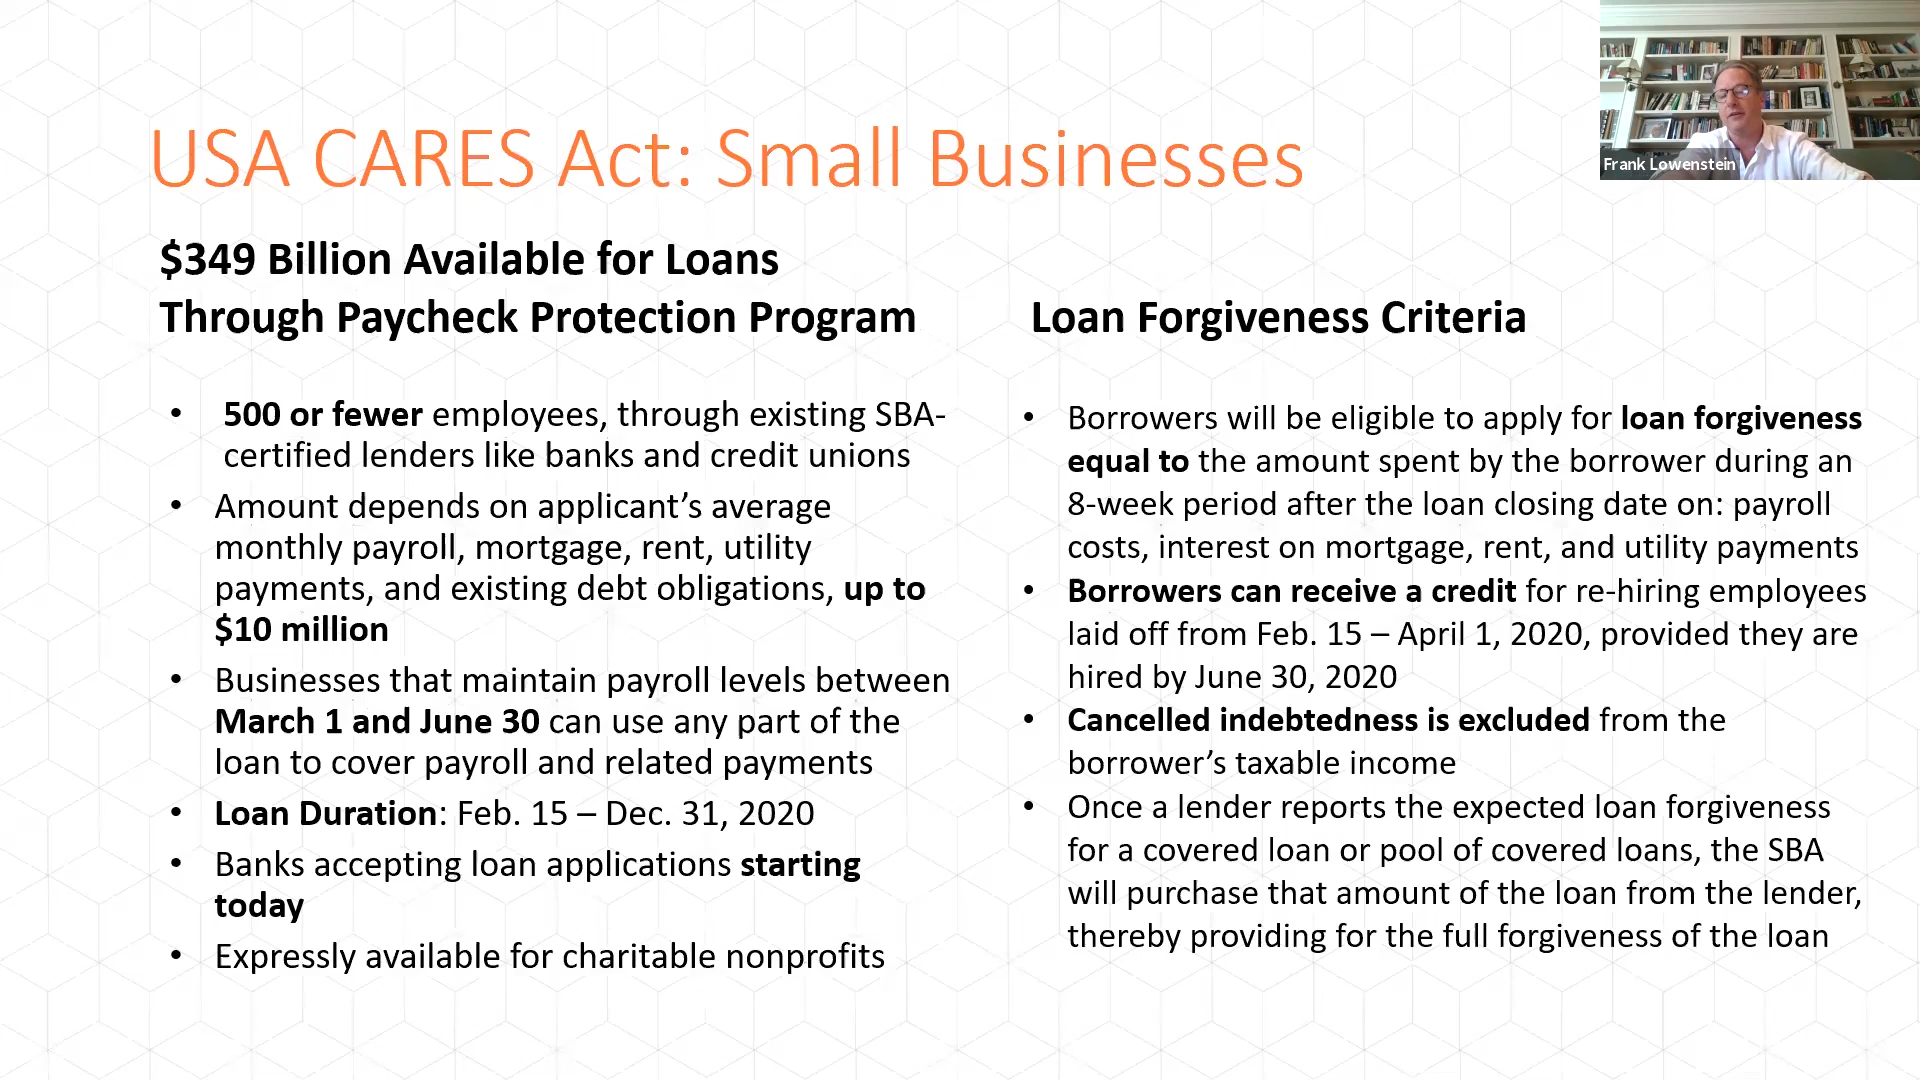 USA CARES Act: Small Businesses
Frank Lowenstein
$349 Billion Available for Loans
Through Paycheck Protection Program
• 500 or fewer employees, through existing SBA-
certified lenders like banks and credit unions
• Amount depends on applicant’s average
monthly payroll, mortgage, rent, utility
payments, and existing debt obligations, up to
$10 million
• Businesses that maintain payroll levels between
March 1 and June 30 can use any part of the
loan to cover payroll and related payments
• Loan Duration: Feb. 15 – Dec. 31, 2020
• Banks accepting loan applications starting
today
• Expressly available for charitable nonprofits
Loan Forgiveness Criteria
• Borrowers will be eligible to apply for loan forgiveness
equal to the amount spent by the borrower during an
8-week period after the loan closing date on: payroll
costs, interest on mortgage, rent, and utility payments
• Borrowers can receive a credit for re-hiring employees
laid off from Feb. 15 – April 1, 2020, provided they are
hired by June 30, 2020
• Cancelled indebtedness is excluded from the
borrower’s taxable income
• Once a lender reports the expected loan forgiveness
for a covered loan or pool of covered loans, the SBA
will purchase that amount of the loan from the lender,
thereby providing for the full forgiveness of the loan